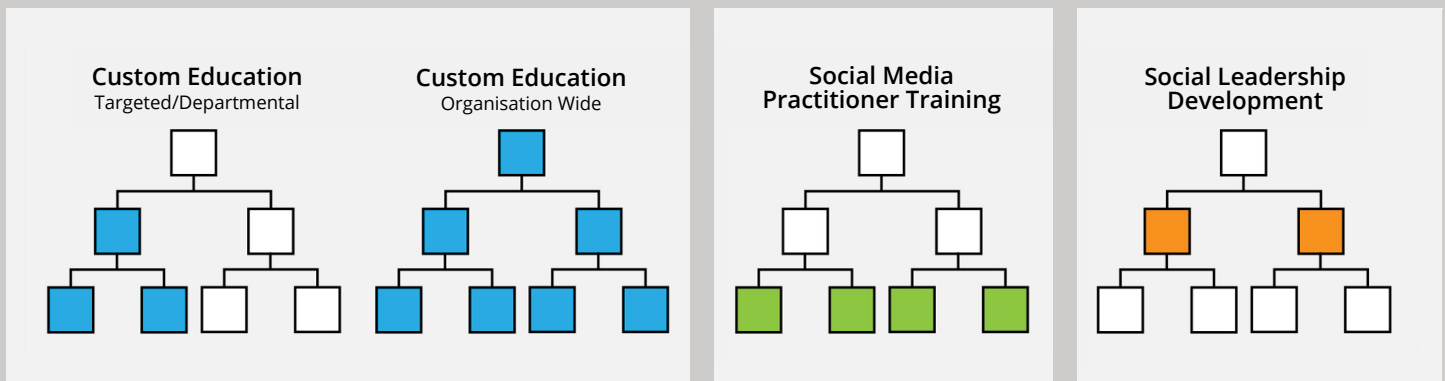 Custom Education
Targeted/Departmental
Custom Education
Organisation Wide
Social Media
Practitioner Training
Social Leadership
Development